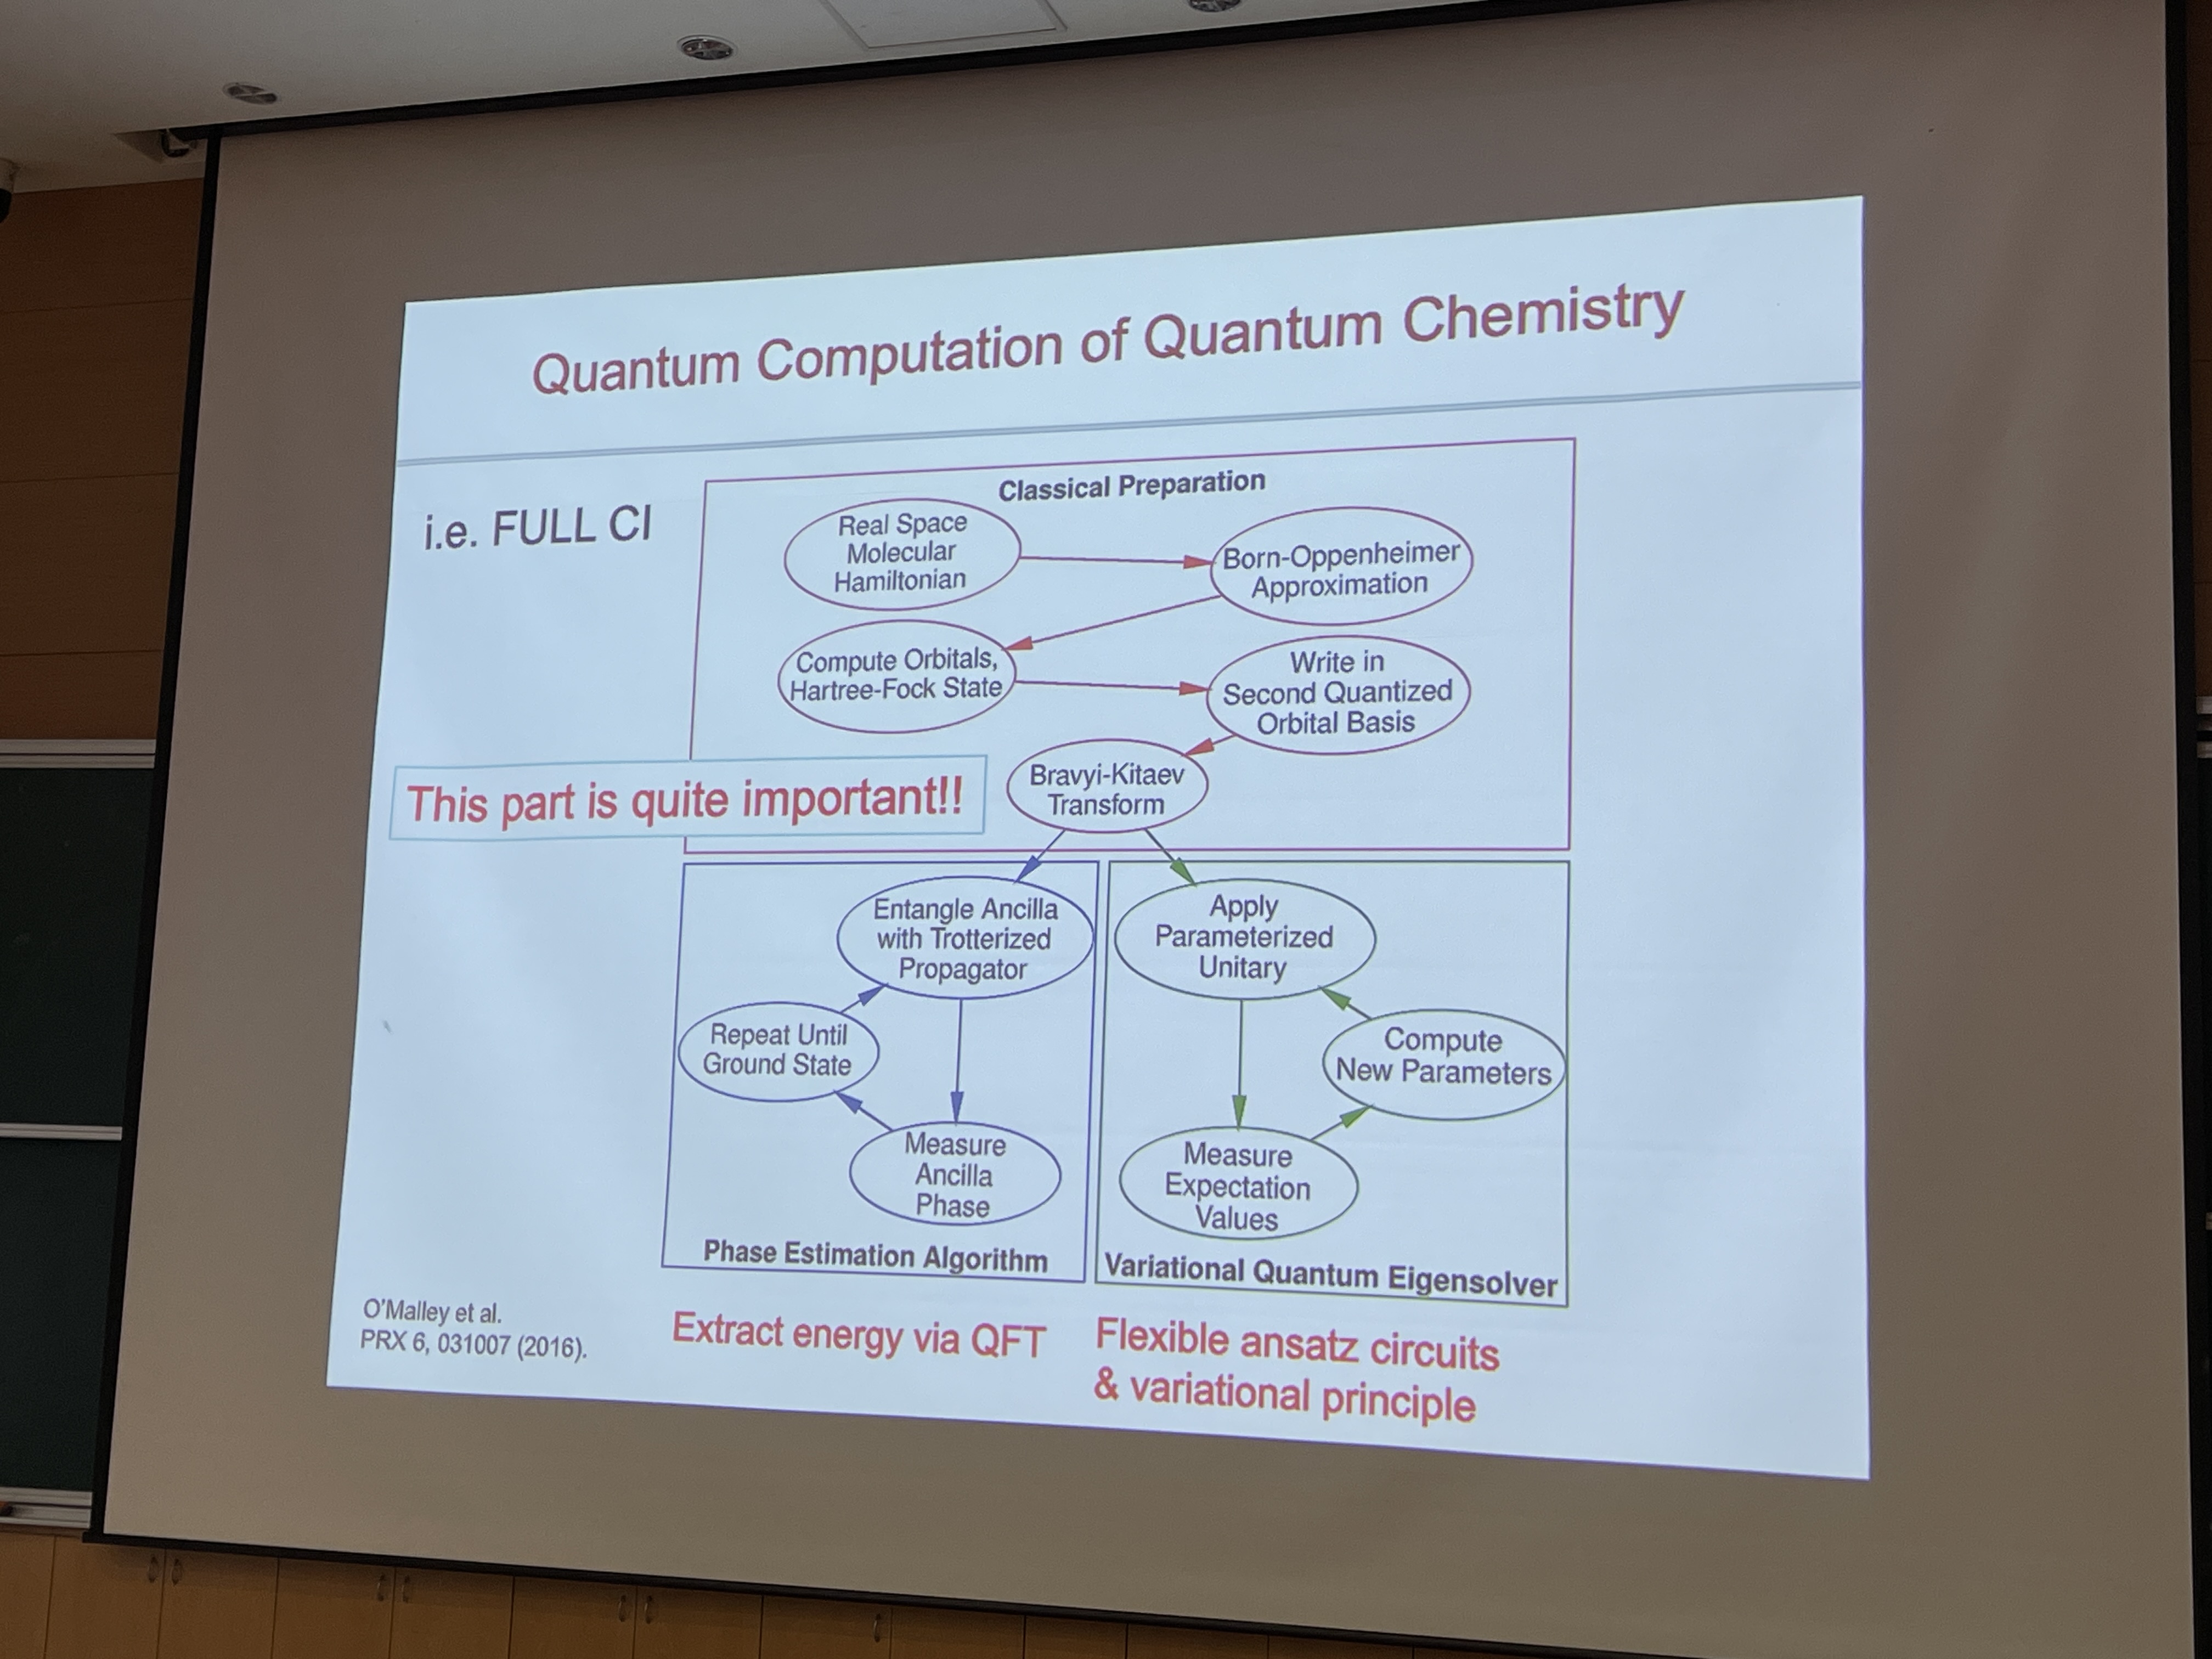 Quantum Computation of Quantum Chemistry
i.e. FULL CI
Classical Preparation
Real Space
Molecular
Hamiltonian
Born-Oppenheimer
Approximation
Compute Orbitals,
Hartree-Fock State
Write in
Second Quantized
Orbital Basis
This part is quite important!!
Bravyi-Kitaev
Transform
Entangle Ancilla
with Trotterized
Propagator
Repeat Until
Ground State
Measure
Ancilla
Phase
Phase Estimation Algorithm
Apply
Parameterized
Unitary
Compute
New Parameters
Measure
Expectation
Values
Variational Quantum Eigensolver
O'Malley et al.
PRX 6, 031007 (2016).
Extract energy via QFT
Flexible ansatz circuits
& variational principle